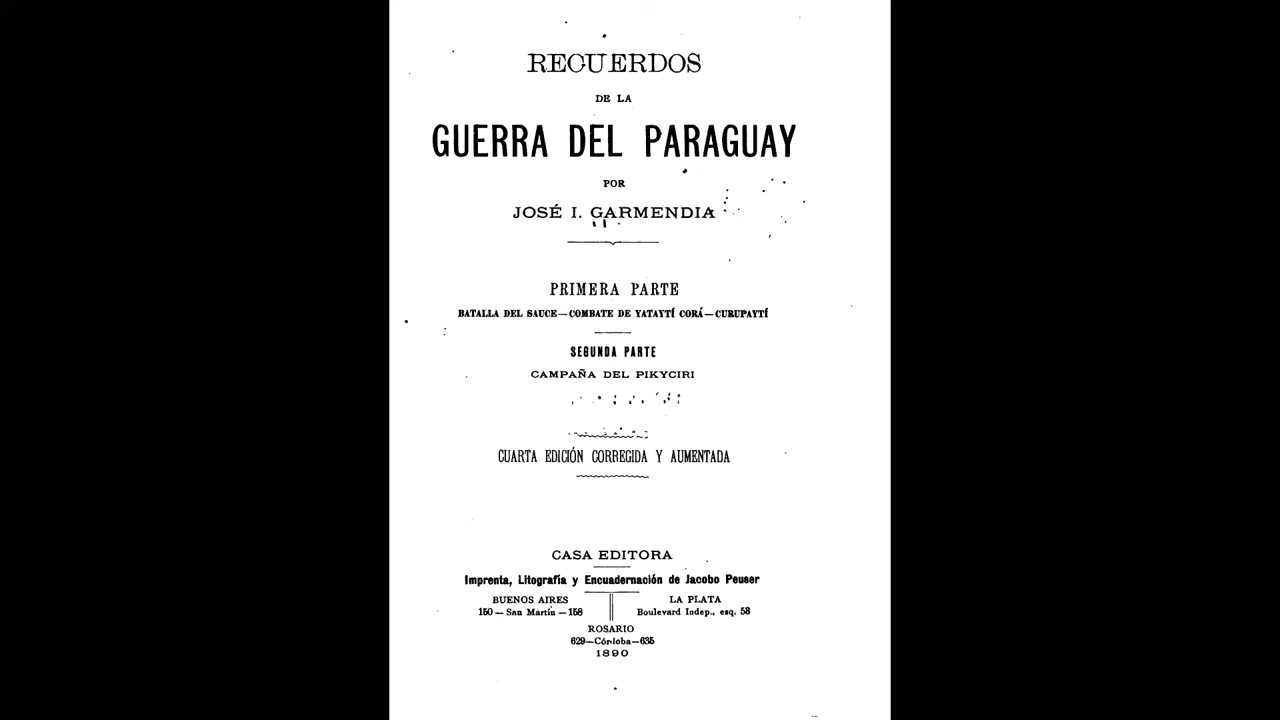 RECUERDOS
DE LA
GUERRA DEL PARAGUAY
POR
JOSÉ I. GARMENDIA
PRIMERA PARTE
BATALLA DEL SAUCE—COMBATE DE YATAYTÍ CORÁ—CURUPAYTÍ
SEGUNDA PARTE
CAMPAÑA DEL PIKYCIRI
CUARTA EDICIÓN CORREGIDA Y AUMENTADA
CASA EDITORA
Imprenta, Litografía y Encuadernación de Jacobo Peuser
BUENOS AIRES
150 — San Martín — 158
LA PLATA
Boulevard Indep., esq. 53
ROSARIO
629—Córdoba—635
1890